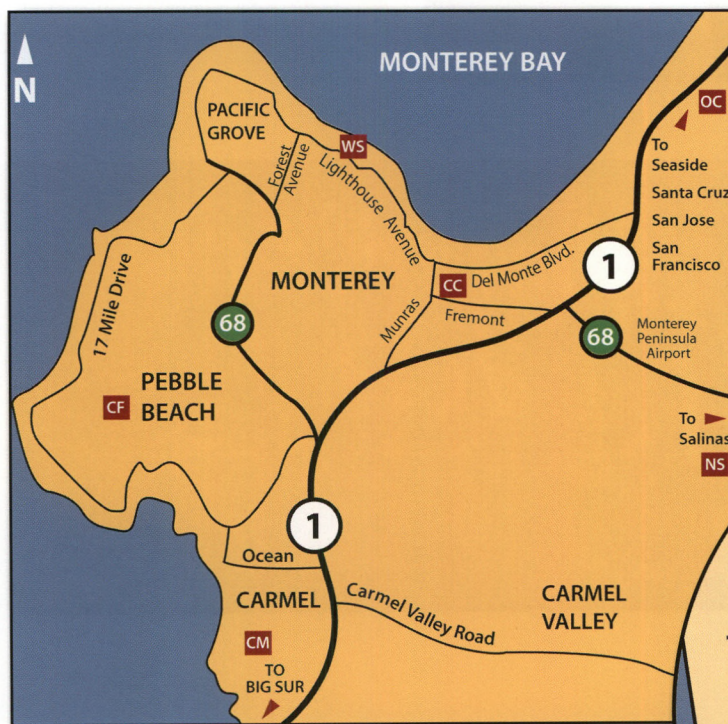 N
MONTEREY BAY
OC
PACIFIC
GROVE
Forest
Avenue
WS
Lighthouse Avenue
To
Seaside
Santa Cruz
San Jose
San
Francisco
1
17 Mile Drive
MONTEREY
CC
Del Monte Blvd.
Munras
Fremont
68
68
Monterey
Peninsula
Airport
PEBBLE
BEACH
CF
To
Salinas
NS
1
Ocean
CARMEL
Carmel Valley Road
CARMEL
VALLEY
CM
TO
BIG SUR
1